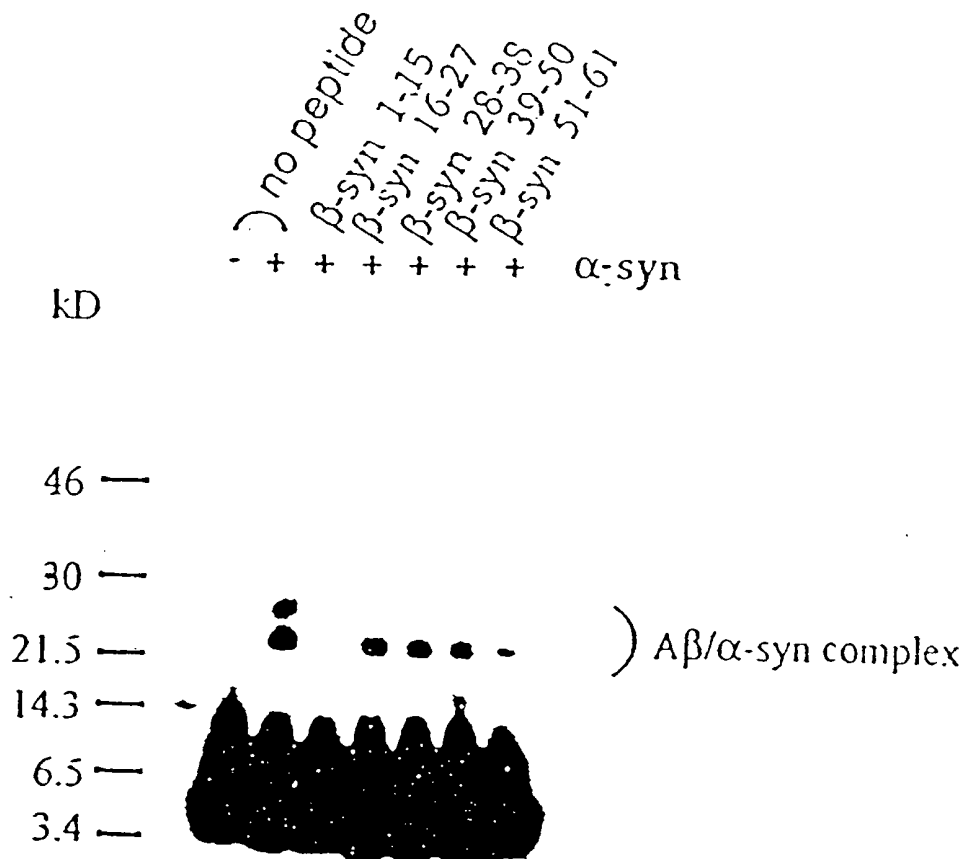 no peptide
β-syn 1-15
β-syn 16-27
β-syn 28-38
β-syn 39-50
β-syn 51-61
- + + + + + + α-syn
kD
46
30
21.5
14.3
6.5
3.4
Aβ/α-syn complex